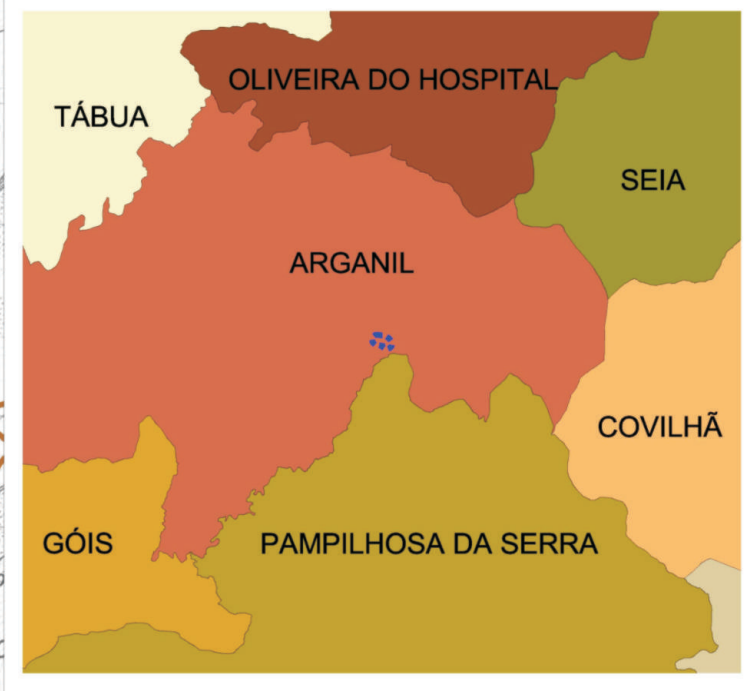 OLIVEIRA DO HOSPITAL
TÁBUA
SEIA
ARGANIL
COVILHÃ
GÓIS
PAMPILHOSA DA SERRA